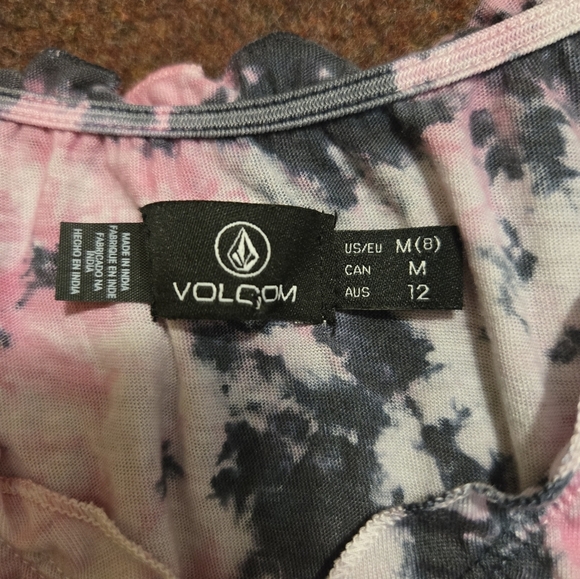 MADE IN INDIA
FABRIQUE EN INDE
FABRICADO NA
INDIA
HECHO EN INDIA
VOLCOM
US/EU M(8)
CAN M
AUS 12